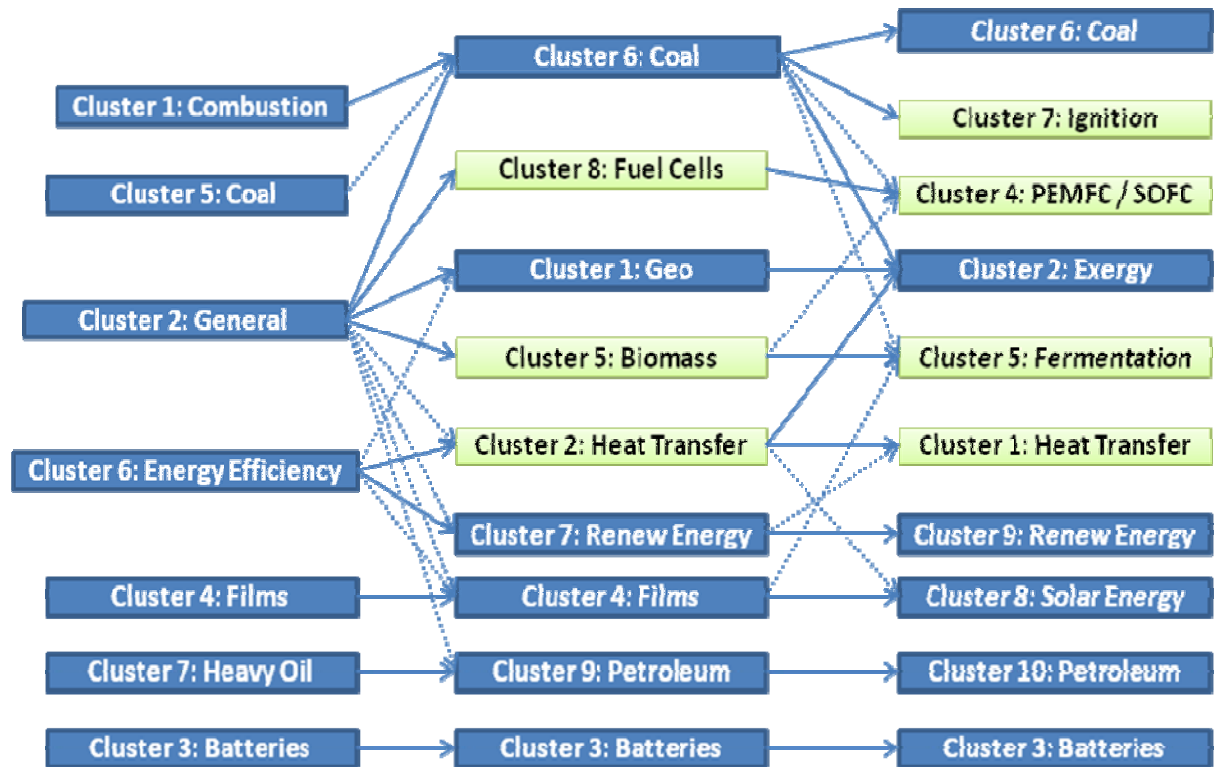 Cluster 1: Combustion
Cluster 5: Coal
Cluster 2: General
Cluster 6: Energy Efficiency
Cluster 4: Films
Cluster 7: Heavy Oil
Cluster 3: Batteries
Cluster 6: Coal
Cluster 8: Fuel Cells
Cluster 1: Geo
Cluster 5: Biomass
Cluster 2: Heat Transfer
Cluster 7: Renew Energy
Cluster 4: Films
Cluster 9: Petroleum
Cluster 3: Batteries
Cluster 6: Coal
Cluster 7: Ignition
Cluster 4: PEMFC / SOFC
Cluster 2: Exergy
Cluster 5: Fermentation
Cluster 1: Heat Transfer
Cluster 9: Renew Energy
Cluster 8: Solar Energy
Cluster 10: Petroleum
Cluster 3: Batteries